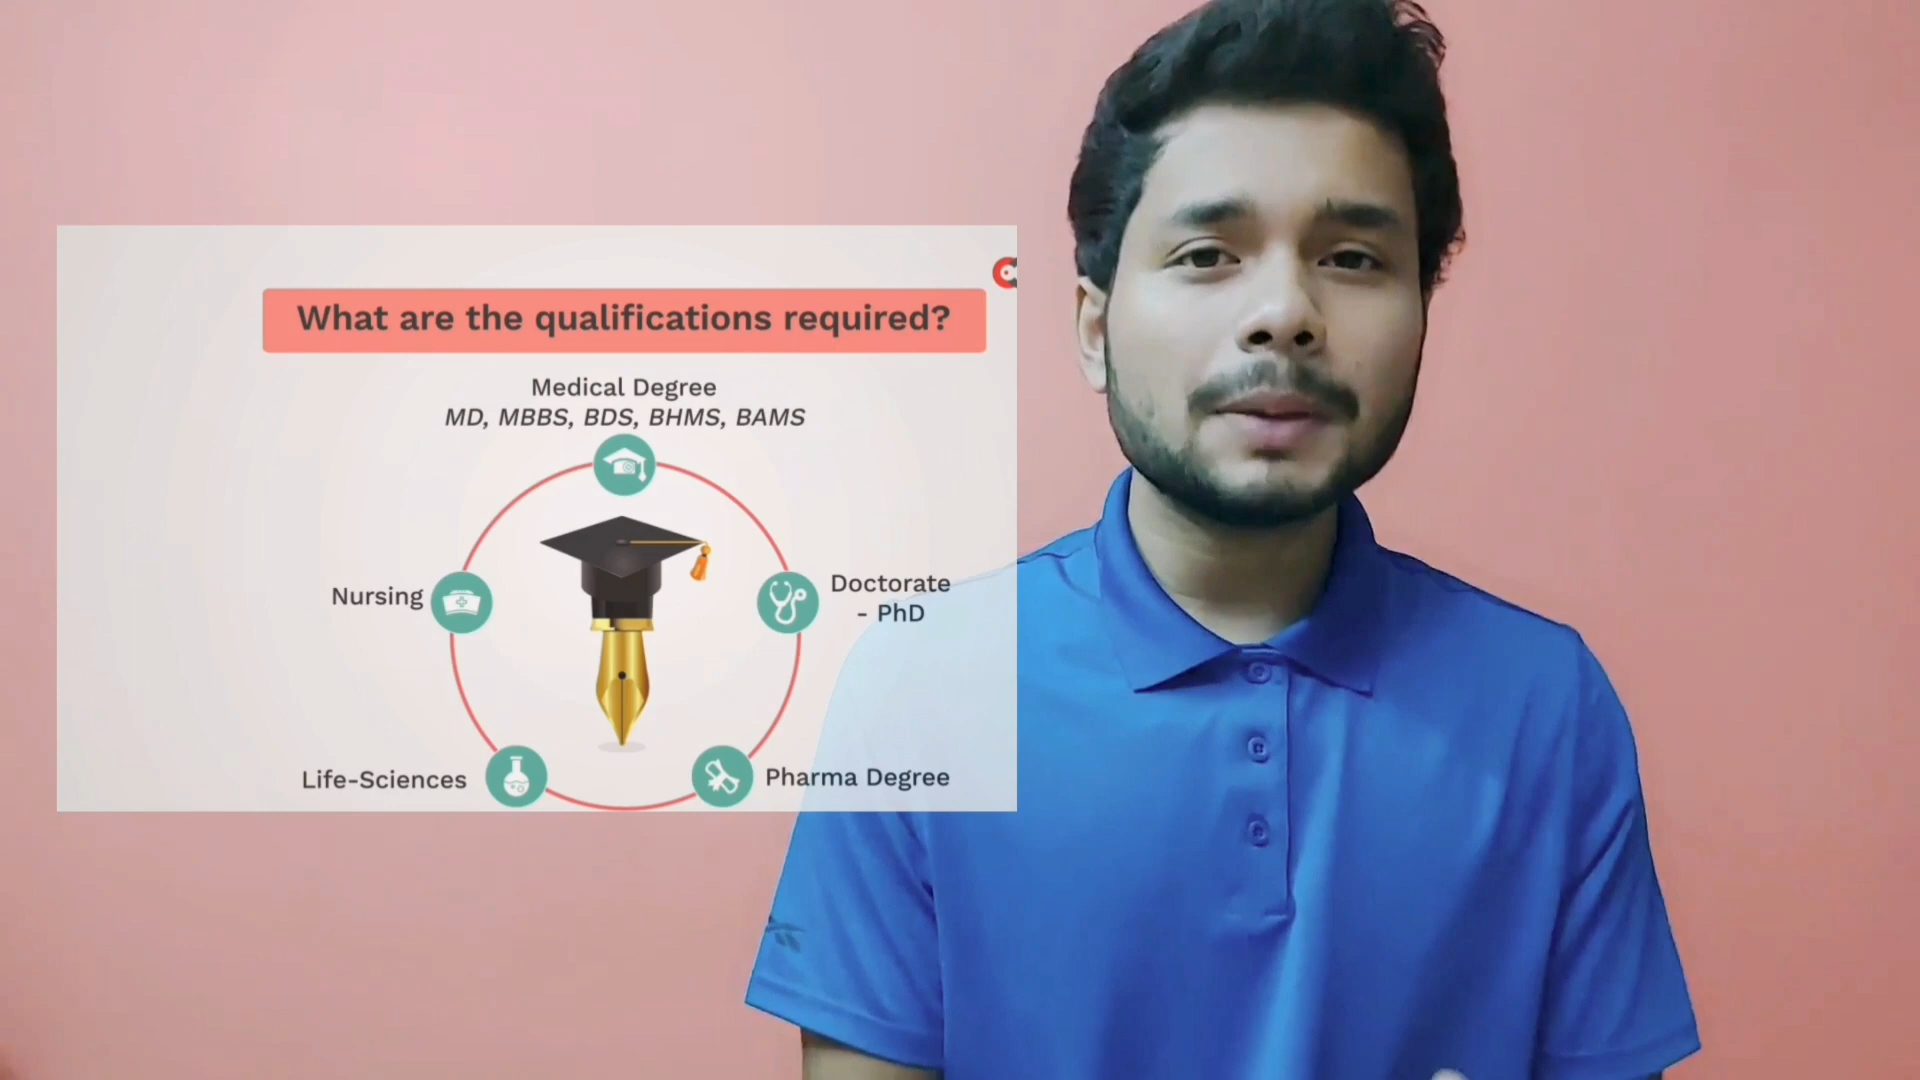 What are the qualifications required?
Medical Degree
MD, MBBS, BDS, BHMS, BAMS
Nursing
Doctorate
- PhD
Life-Sciences
Pharma Degree